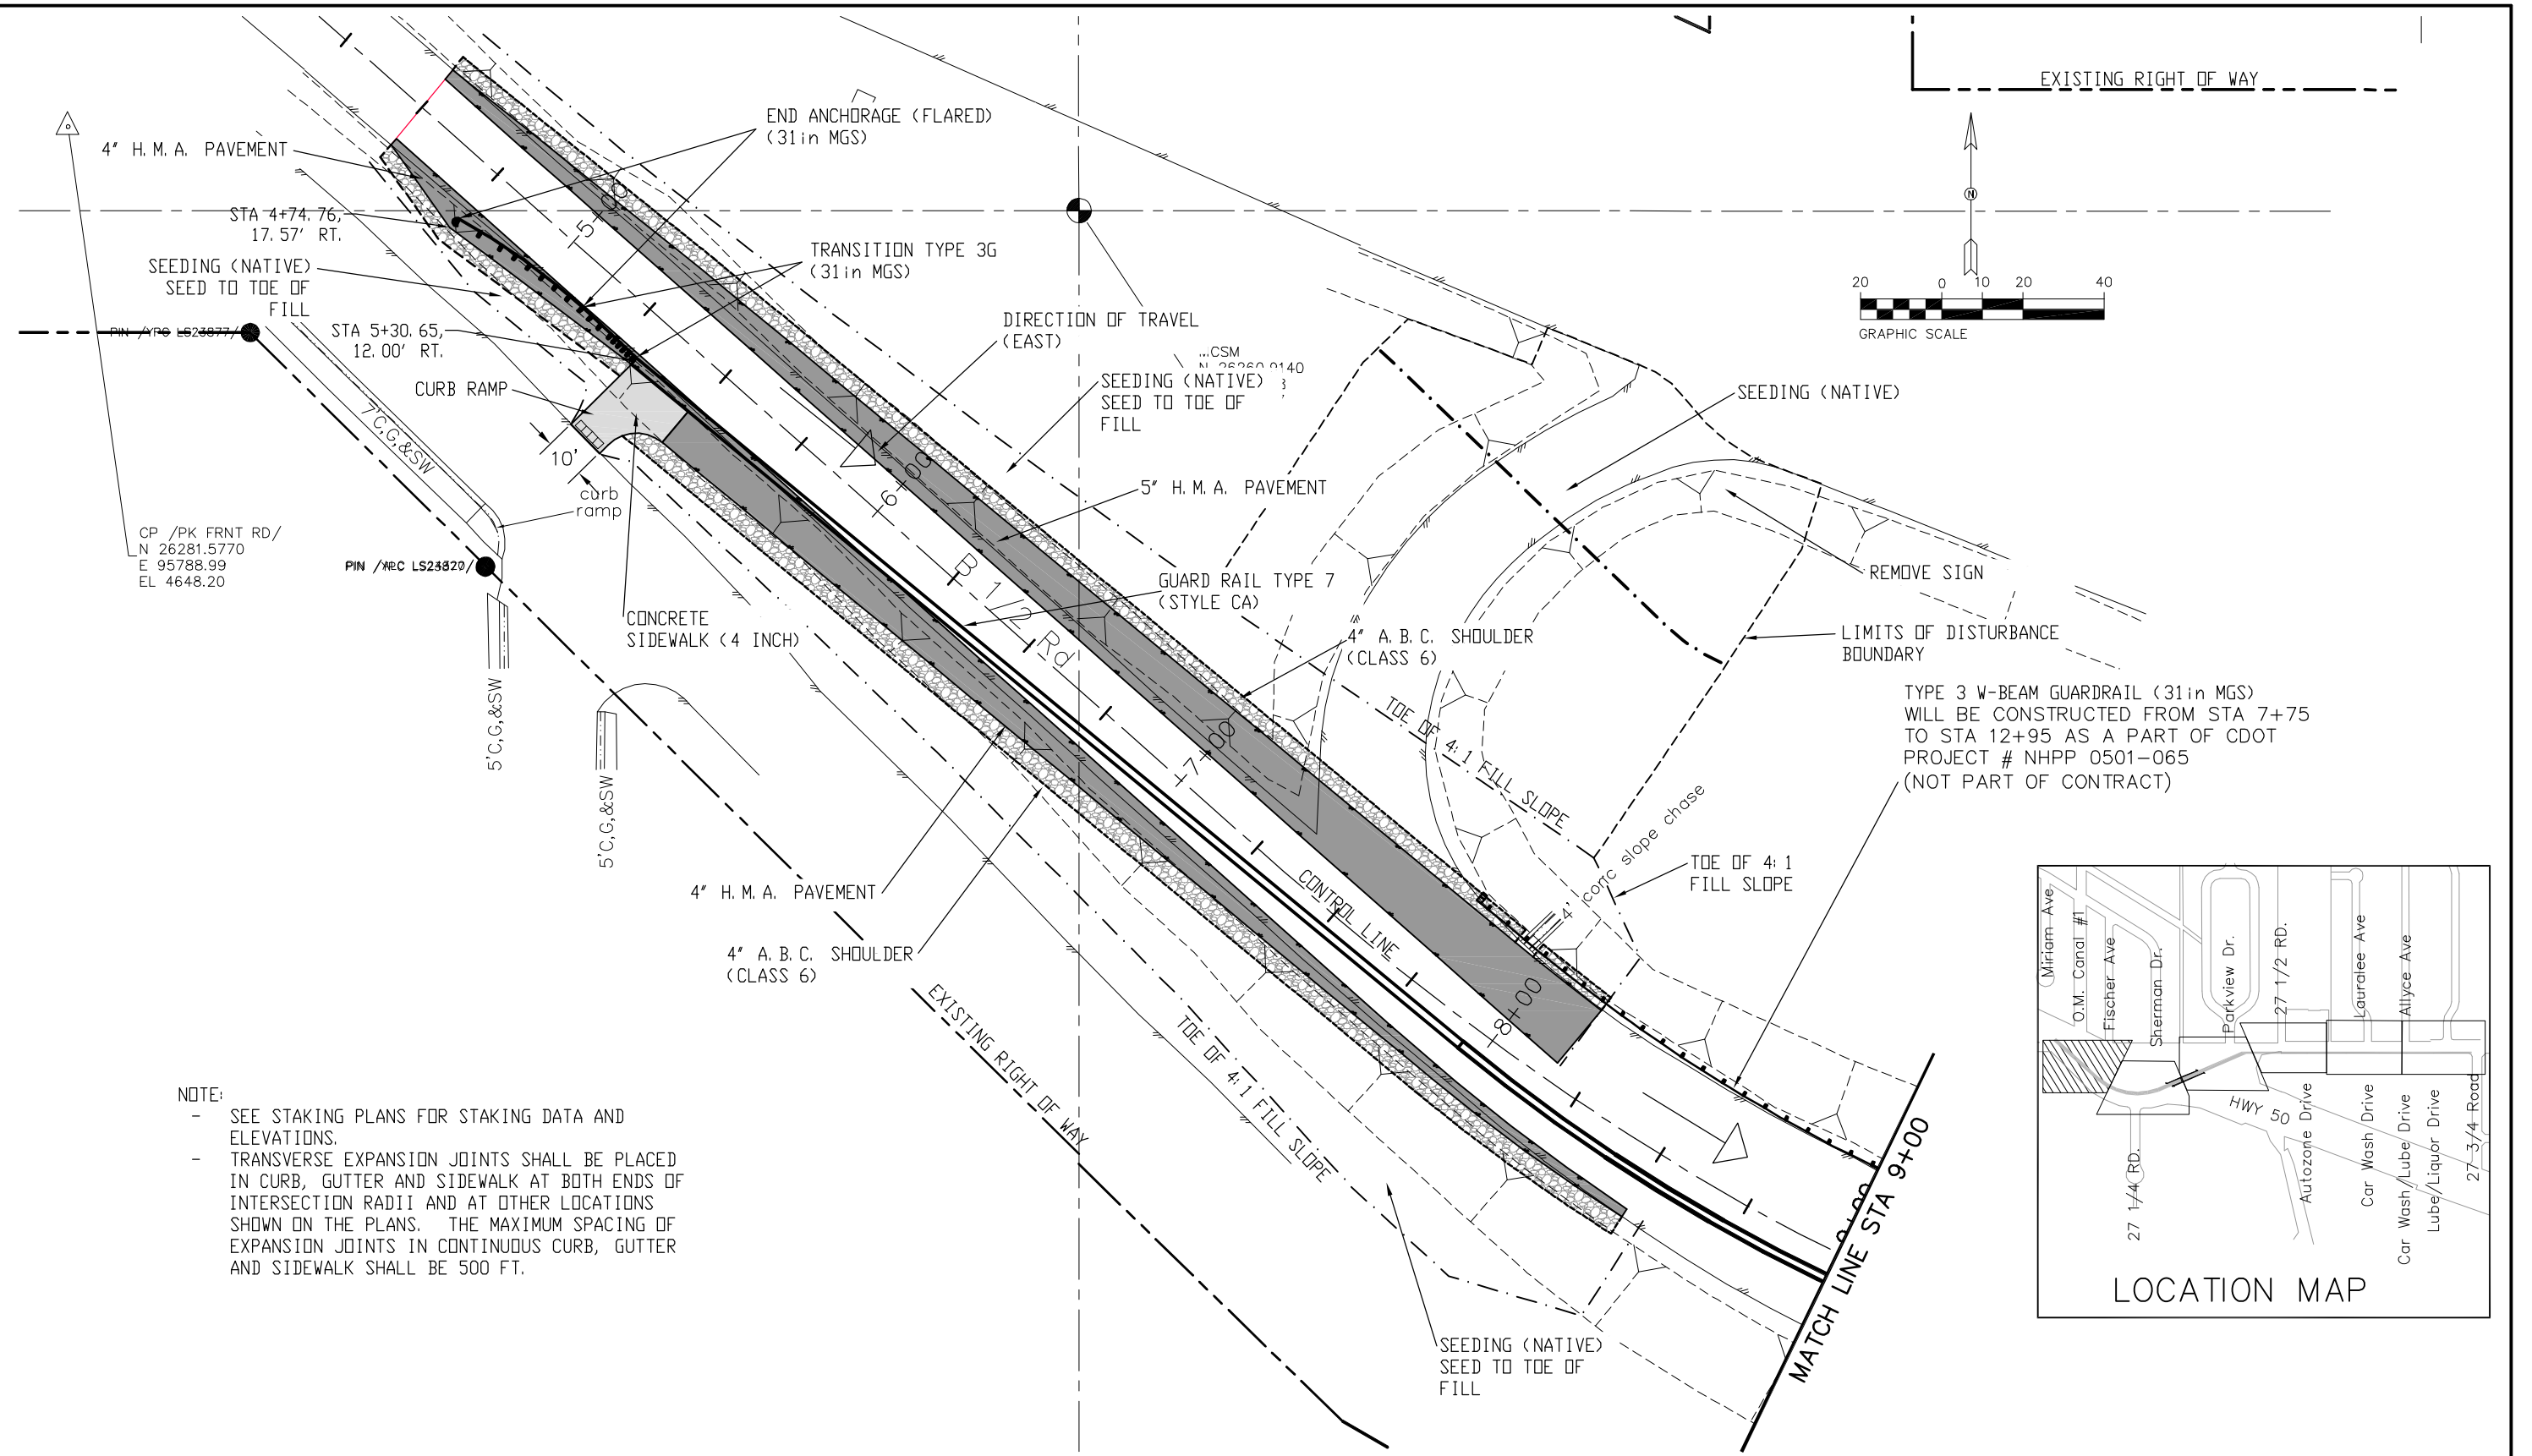 EXISTING RIGHT OF WAY
END ANCHORAGE (FLARED)
(31in MGS)
4" H.M.A. PAVEMENT
STA 4+74.76,
17.57' RT.
TRANSITION TYPE 3G
(31in MGS)
SEEDING (NATIVE)
SEED TO TOE OF
FILL
5+00
N
20 0 10 20 40
GRAPHIC SCALE
STA 5+30.65,
12.00' RT.
DIRECTION OF TRAVEL
(EAST)
CURB RAMP
SEEDING (NATIVE)
SEED TO TOE OF
FILL
SEEDING (NATIVE)
7'C,G,&SW
10'
curb
ramp
6+00
5" H.M.A. PAVEMENT
CP /PK FRNT RD/
N 26281.5770
E 95788.99
EL 4648.20
PIN
B 1/2 Rd
GUARD RAIL TYPE 7
(STYLE CA)
REMOVE SIGN
CONCRETE
SIDEWALK (4 INCH)
4" A.B.C. SHOULDER
(CLASS 6)
LIMITS OF DISTURBANCE
BOUNDARY
5'C,G,&SW
5'C,G,&SW
TYPE 3 W-BEAM GUARDRAIL (31in MGS)
WILL BE CONSTRUCTED FROM STA 7+75
TO STA 12+95 AS A PART OF CDOT
PROJECT # NHPP 0501-065
(NOT PART OF CONTRACT)
7+00
TOE OF 4:1 FILL SLOPE
4' conc slope chase
TOE OF 4:1
FILL SLOPE
4" H.M.A. PAVEMENT
CONTROL LINE
4" A.B.C. SHOULDER
(CLASS 6)
8+00
EXISTING RIGHT OF WAY
TOE OF 4:1 FILL SLOPE
NOTE:
- SEE STAKING PLANS FOR STAKING DATA AND
ELEVATIONS.
- TRANSVERSE EXPANSION JOINTS SHALL BE PLACED
IN CURB, GUTTER AND SIDEWALK AT BOTH ENDS OF
INTERSECTION RADII AND AT OTHER LOCATIONS
SHOWN ON THE PLANS. THE MAXIMUM SPACING OF
EXPANSION JOINTS IN CONTINUOUS CURB, GUTTER
AND SIDEWALK SHALL BE 500 FT.
MATCH LINE STA 9+00
SEEDING (NATIVE)
SEED TO TOE OF
FILL
Miriam Ave
O.M. Canal #1
Fischer Ave
Sherman Dr.
Parkview Dr.
27 1/2 RD.
Lauralee Ave
Allyce Ave
HWY 50
27 1/4 RD.
Autozone Drive
Car Wash Drive
Car Wash/Lube Drive
Lube/Liquor Drive
27 3/4 Road
LOCATION MAP